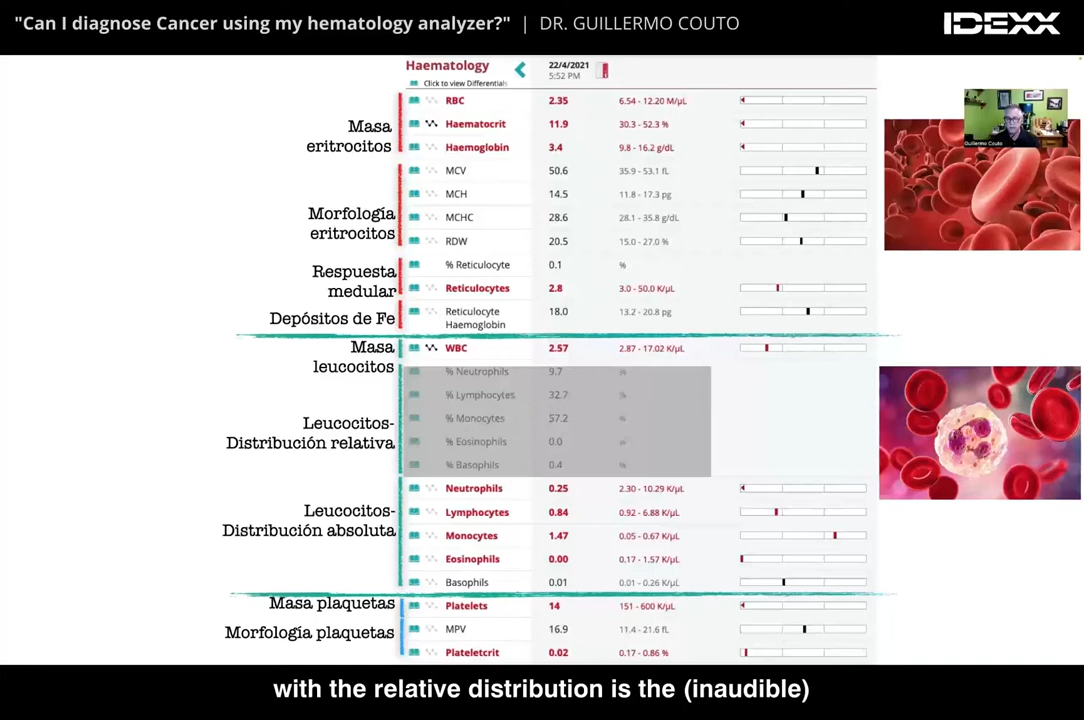 "Can I diagnose Cancer using my hematology analyzer?" | DR. GUILLERMO COUTO
IDEXX
Haematology
22/4/2021
5:52 PM
Click to view Differentials
Masa eritrocitos
RBC 2.35 6.54 - 12.20 M/µL
Haematocrit 11.9 30.3 - 52.3 %
Haemoglobin 3.4 9.8 - 16.2 g/dL
Morfología eritrocitos
MCV 50.6 35.9 - 53.1 fL
MCH 14.5 11.8 - 17.3 pg
MCHC 28.6 28.1 - 35.8 g/dL
RDW 20.5 15.0 - 27.0 %
Respuesta medular
% Reticulocyte 0.1 %
Reticulocytes 2.8 3.0 - 50.0 K/µL
Depósitos de Fe
Reticulocyte Haemoglobin 18.0 13.2 - 20.8 pg
Masa leucocitos
WBC 2.57 2.87 - 17.02 K/µL
Leucocitos-
Distribución relativa
% Neutrophils 9.7 %
% Lymphocytes 32.7 %
% Monocytes 57.2 %
% Eosinophils 0.0 %
% Basophils 0.4 %
Leucocitos-
Distribución absoluta
Neutrophils 0.25 2.30 - 10.29 K/µL
Lymphocytes 0.84 0.92 - 6.88 K/µL
Monocytes 1.47 0.05 - 0.67 K/µL
Eosinophils 0.00 0.17 - 1.57 K/µL
Basophils 0.01 0.01 - 0.26 K/µL
Masa plaquetas
Platelets 14 151 - 600 K/µL
Morfología plaquetas
MPV 16.9 11.4 - 21.6 fL
Plateletcrit 0.02 0.17 - 0.86 %
Guillermo Couto
with the relative distribution is the (inaudible)